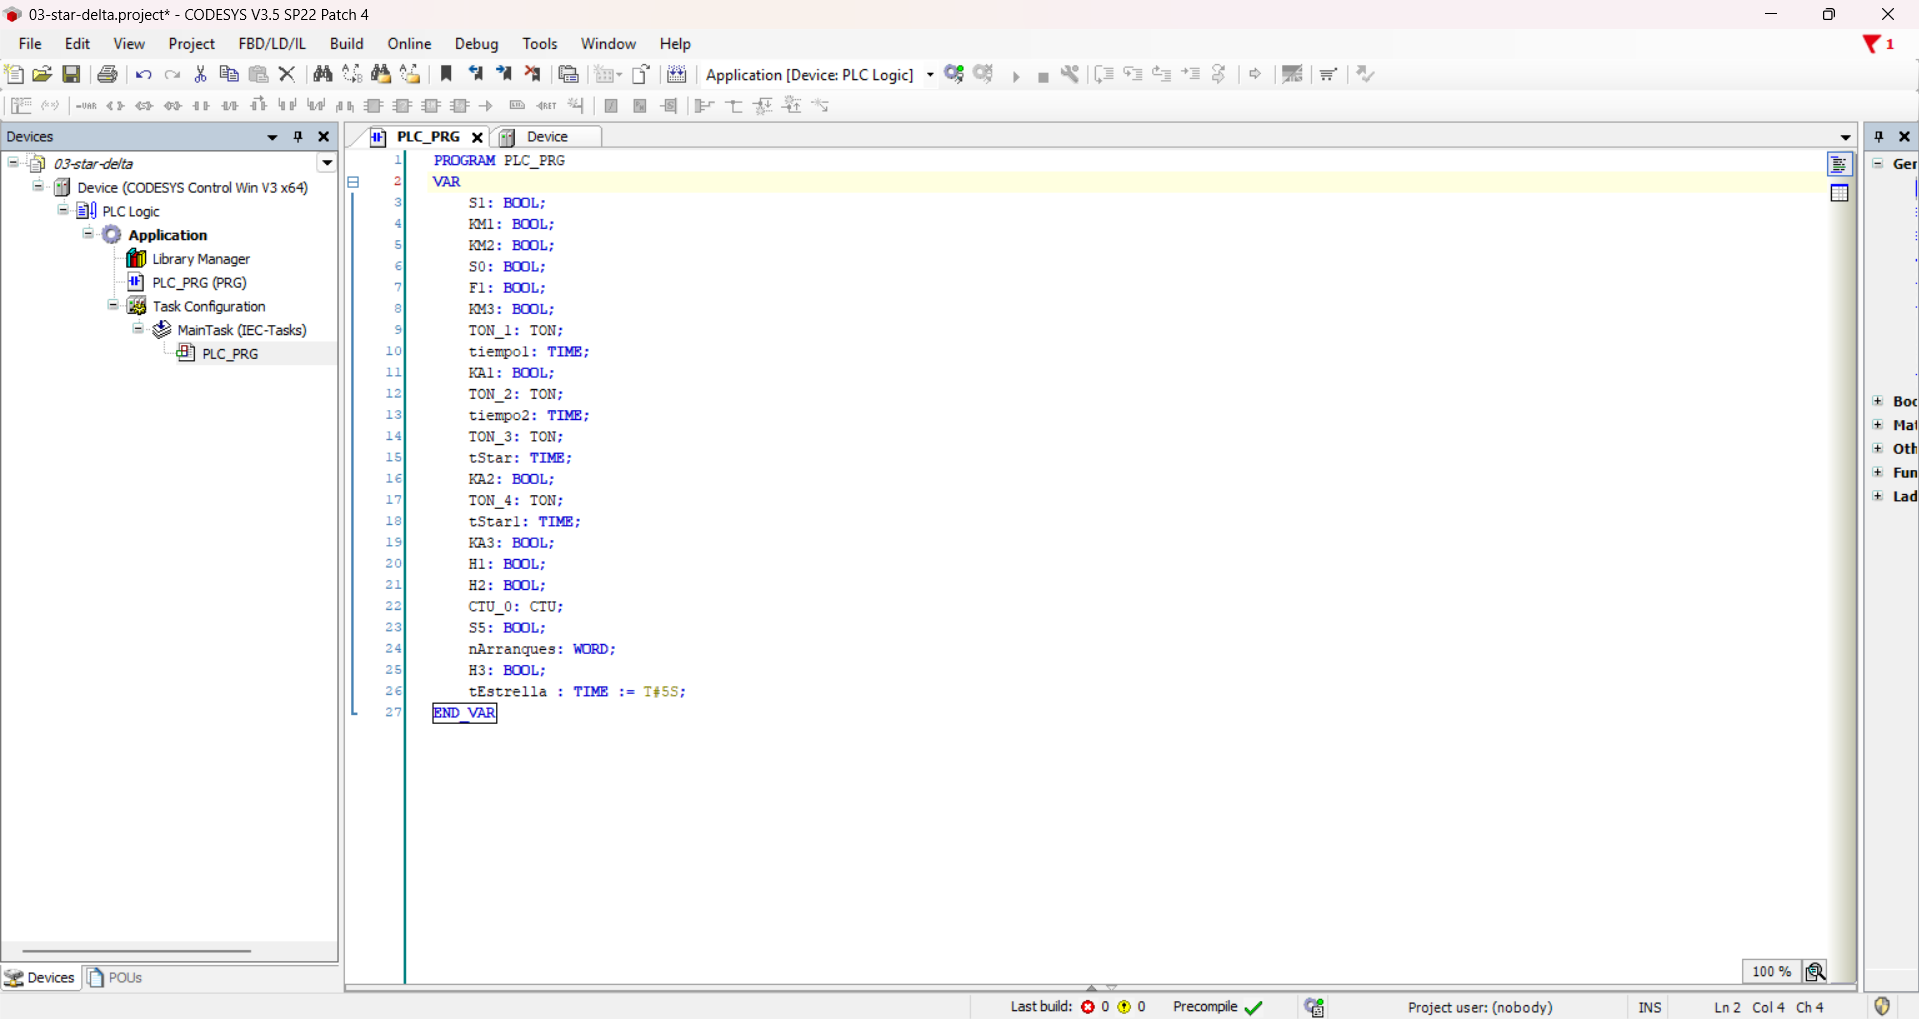 03-star-delta.project* - CODESYS V3.5 SP22 Patch 4
File Edit View Project FBD/LD/IL Build Online Debug Tools Window Help
1
Application [Device: PLC Logic]
Devices
03-star-delta
Device (CODESYS Control Win V3 x64)
PLC Logic
Application
Library Manager
PLC_PRG (PRG)
Task Configuration
MainTask (IEC-Tasks)
PLC_PRG
Devices POUs
PLC_PRG Device
1 PROGRAM PLC_PRG
2 VAR
3 S1: BOOL;
4 KM1: BOOL;
5 KM2: BOOL;
6 S0: BOOL;
7 F1: BOOL;
8 KM3: BOOL;
9 TON_1: TON;
10 tiempo1: TIME;
11 KA1: BOOL;
12 TON_2: TON;
13 tiempo2: TIME;
14 TON_3: TON;
15 tStar: TIME;
16 KA2: BOOL;
17 TON_4: TON;
18 tStar1: TIME;
19 KA3: BOOL;
20 H1: BOOL;
21 H2: BOOL;
22 CTU_0: CTU;
23 S5: BOOL;
24 nArranques: WORD;
25 H3: BOOL;
26 tEstrella : TIME := T#5S;
27 END_VAR
100 %
Ger
Boo
Mat
Oth
Fun
Lad
Last build: 0 0 Precompile Project user: (nobody) INS Ln 2 Col 4 Ch 4